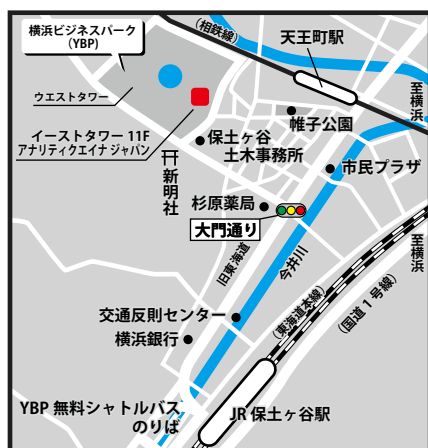 横浜ビジネスパーク
(YBP)
(相鉄線)
天王町駅
至横浜
ウエストタワー
イーストタワー 11F
アナリティクエイナ ジャパン
帷子公園
保土ヶ谷
土木事務所
市民プラザ
新明社
杉原薬局
大門通り
至横浜
旧東海道
今井川
交通反則センター
横浜銀行
(東海道本線)
(国道1号線)
YBP 無料シャトルバス
のりば
JR 保土ヶ谷駅